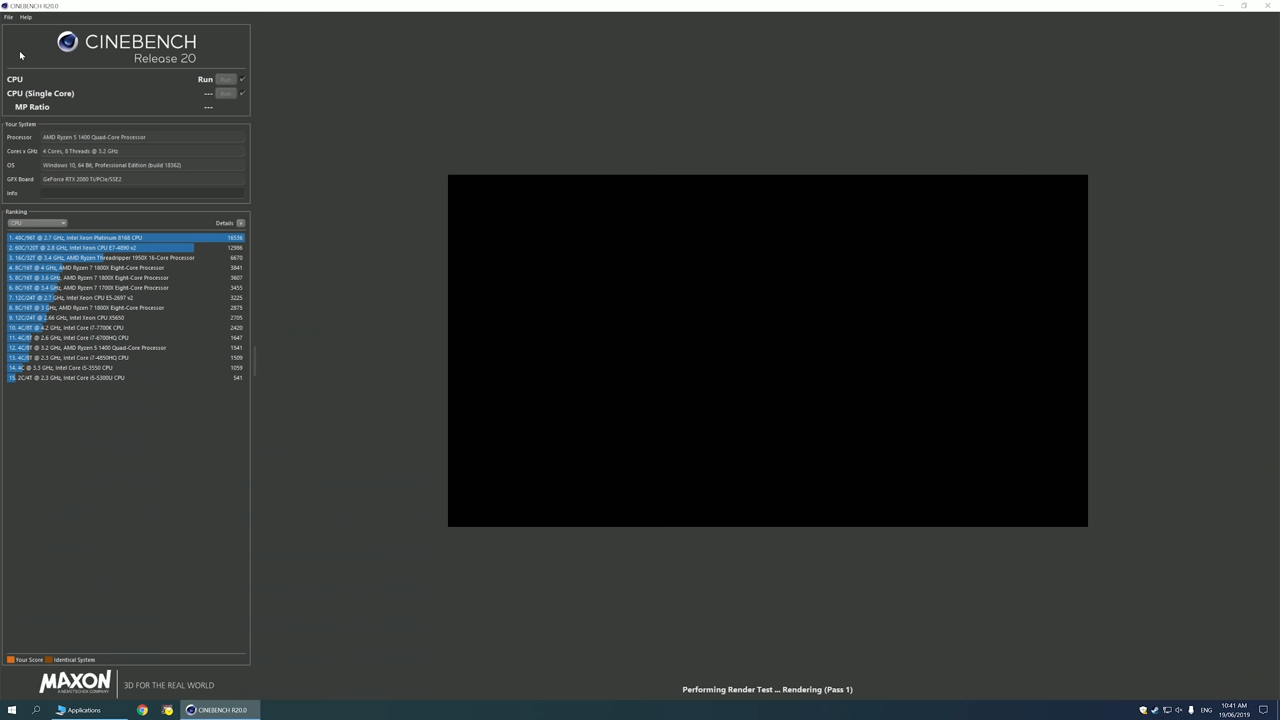 CINEBENCH R20.0
File Help
CINEBENCH
Release 20
CPU Run Run
CPU (Single Core) --- Run
MP Ratio ---
Your System
Processor AMD Ryzen 5 1400 Quad-Core Processor
Cores x GHz 4 Cores, 8 Threads @ 3.2 GHz
OS Windows 10, 64 Bit, Professional Edition (build 18362)
GFX Board GeForce RTX 2080 Ti/PCIe/SSE2
Info
Ranking
CPU Details
1. 48C/96T @ 2.7 GHz, Intel Xeon Platinum 8168 CPU 16536
2. 60C/120T @ 2.8 GHz, Intel Xeon CPU E7-4890 v2 12986
3. 16C/32T @ 3.4 GHz, AMD Ryzen Threadripper 1950X 16-Core Processor 6670
4. 8C/16T @ 4 GHz, AMD Ryzen 7 1800X Eight-Core Processor 3841
5. 8C/16T @ 3.6 GHz, AMD Ryzen 7 1800X Eight-Core Processor 3607
6. 8C/16T @ 3.4 GHz, AMD Ryzen 7 1700X Eight-Core Processor 3455
7. 12C/24T @ 2.7 GHz, Intel Xeon CPU E5-2697 v2 3225
8. 8C/16T @ 3 GHz, AMD Ryzen 7 1800X Eight-Core Processor 2875
9. 12C/24T @ 2.66 GHz, Intel Xeon CPU X5650 2705
10. 4C/8T @ 4.2 GHz, Intel Core i7-7700K CPU 2420
11. 4C/8T @ 2.6 GHz, Intel Core i7-6700HQ CPU 1647
12. 4C/8T @ 3.2 GHz, AMD Ryzen 5 1400 Quad-Core Processor 1541
13. 4C/8T @ 2.3 GHz, Intel Core i7-4850HQ CPU 1509
14. 4C @ 3.3 GHz, Intel Core i5-3550 CPU 1059
15. 2C/4T @ 2.3 GHz, Intel Core i5-5300U CPU 541
Your Score Identical System
MAXON 3D FOR THE REAL WORLD
A NEMETSCHEK COMPANY
Performing Render Test ... Rendering (Pass 1)
Applications CINEBENCH R20.0 ENG 10:41 AM
19/06/2019